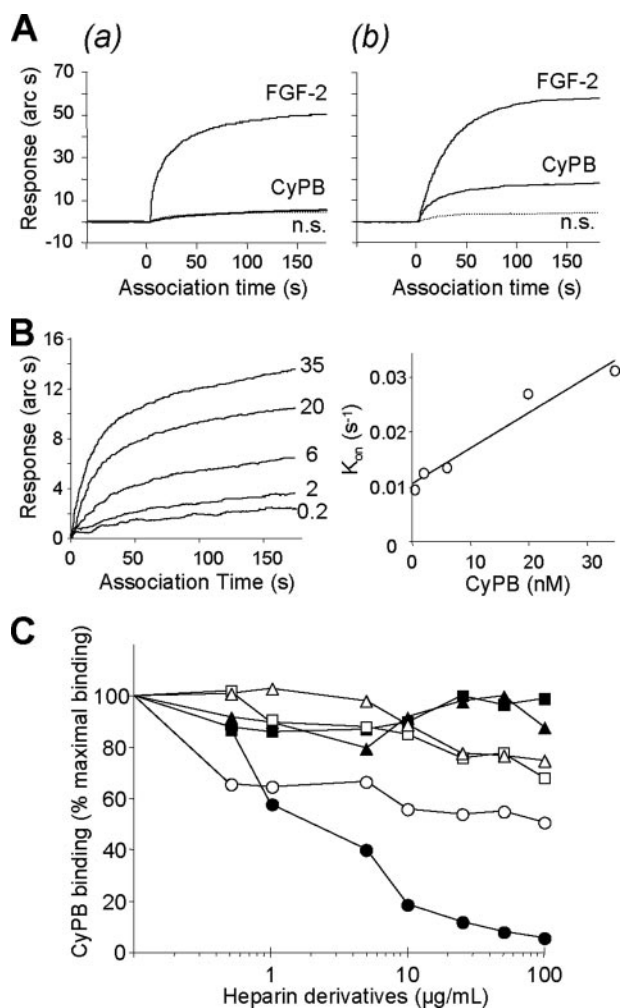 A
(a)
(b)
Response (arc s)
70
50
30
10
-10
FGF-2
CyPB
n.s.
0
50
100
150
Association time (s)
FGF-2
CyPB
n.s.
0
50
100
150
Association time (s)
B
Response (arc s)
16
12
8
4
0
35
20
6
2
0.2
0
50
100
150
Association Time (s)
Kon (s-1)
0.03
0.02
0.01
0
0
10
20
30
CyPB (nM)
C
CyPB binding (% maximal binding)
100
80
60
40
20
0
1
10
100
Heparin derivatives (µg/mL)